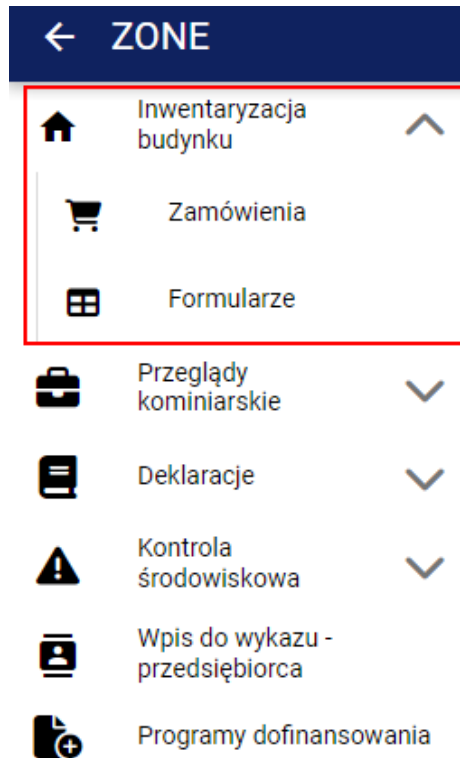 ZONE
Inwentaryzacja
budynku
Zamówienia
Formularze
Przeglądy
kominiarskie
Deklaracje
Kontrola
środowiskowa
Wpis do wykazu -
przedsiębiorca
Programy dofinansowania